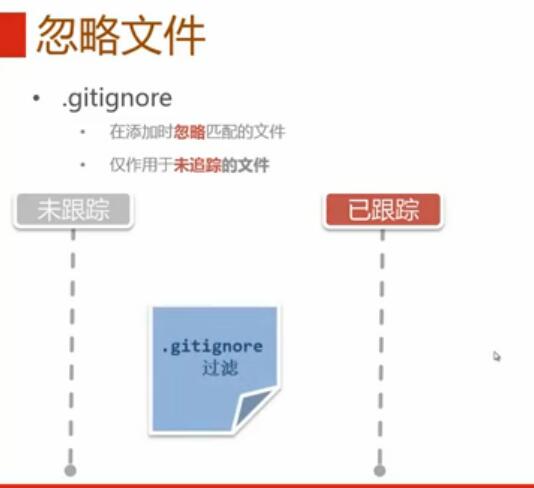 忽略文件
• .gitignore
• 在添加时忽略匹配的文件
• 仅作用于未追踪的文件
未跟踪
已跟踪
.gitignore
过滤